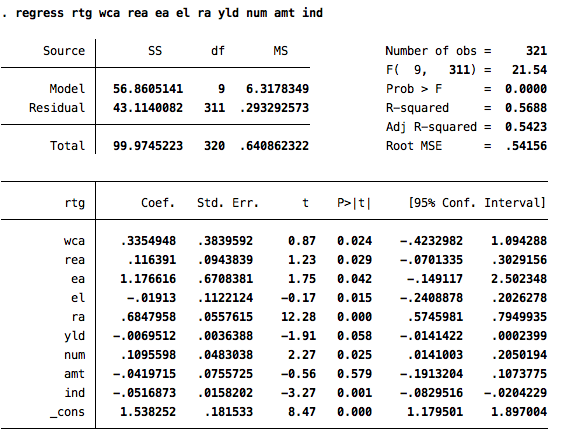 . regress rtg wca rea ea el ra yld num amt ind
Source SS df MS Number of obs = 321
F( 9, 311) = 21.54
Model 56.8605141 9 6.3178349 Prob > F = 0.0000
Residual 43.1140082 311 .293292573 R-squared = 0.5688
Adj R-squared = 0.5423
Total 99.9745223 320 .640862322 Root MSE = .54156
rtg Coef. Std. Err. t P>|t| [95% Conf. Interval]
wca .3354948 .3839592 0.87 0.024 -.4232982 1.094288
rea .116391 .0943839 1.23 0.029 -.0701335 .3029156
ea 1.176616 .6708381 1.75 0.042 -.149117 2.502348
el -.01913 .1122124 -0.17 0.015 -.2408878 .2026278
ra .6847958 .0557615 12.28 0.000 .5745981 .7949935
yld -.0069512 .0036388 -1.91 0.058 -.0141422 .0002399
num .1095598 .0483038 2.27 0.025 .0141003 .2050194
amt -.0419715 .0755725 -0.56 0.579 -.1913204 .1073775
ind -.0516873 .0158202 -3.27 0.001 -.0829516 -.0204229
_cons 1.538252 .181533 8.47 0.000 1.179501 1.897004